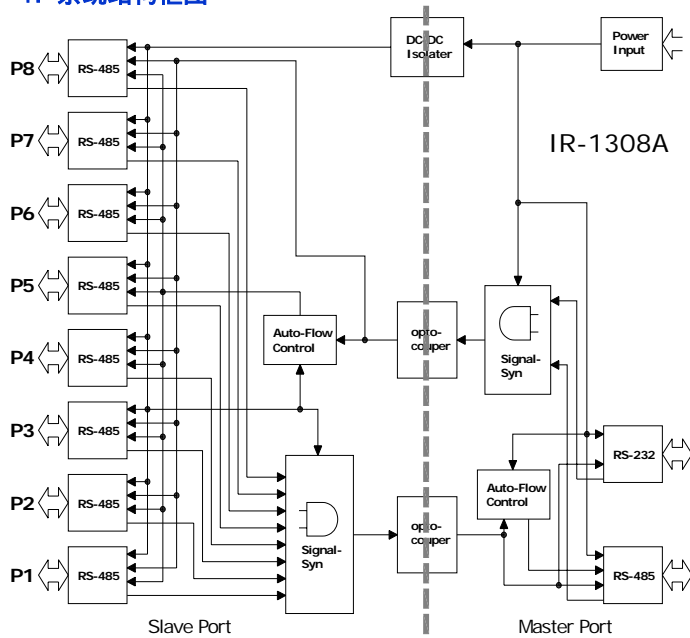 DC/DC
Isolater
Power
Input
P8
RS-485
IR-1308A
P7
RS-485
P6
RS-485
P5
RS-485
Auto-Flow
Control
opto-
couper
Signal-
Syn
P4
RS-485
P3
RS-485
RS-232
P2
RS-485
Auto-Flow
Control
Signal-
Syn
opto-
couper
P1
RS-485
RS-485
Slave Port
Master Port